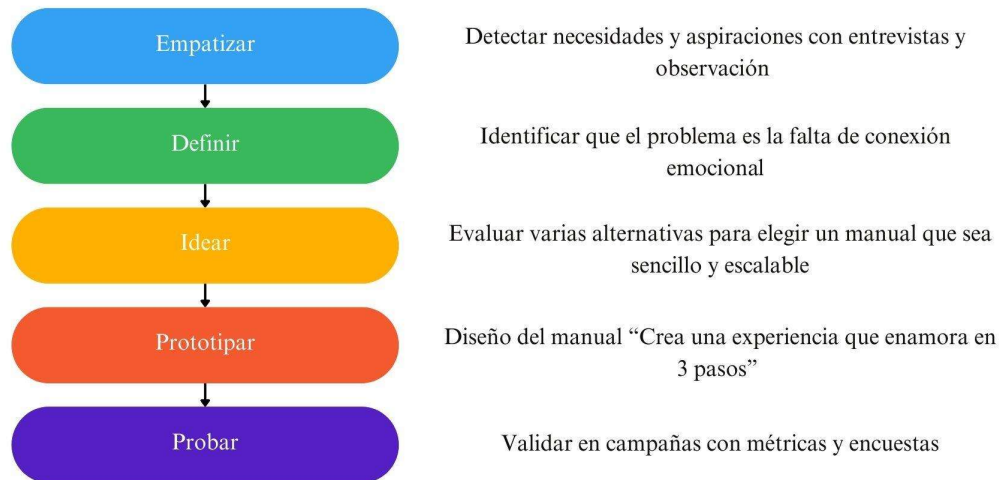 Empatizar
Detectar necesidades y aspiraciones con entrevistas y
observación
Definir
Identificar que el problema es la falta de conexión
emocional
Idear
Evaluar varias alternativas para elegir un manual que sea
sencillo y escalable
Prototipar
Diseño del manual “Crea una experiencia que enamora en
3 pasos”
Probar
Validar en campañas con métricas y encuestas